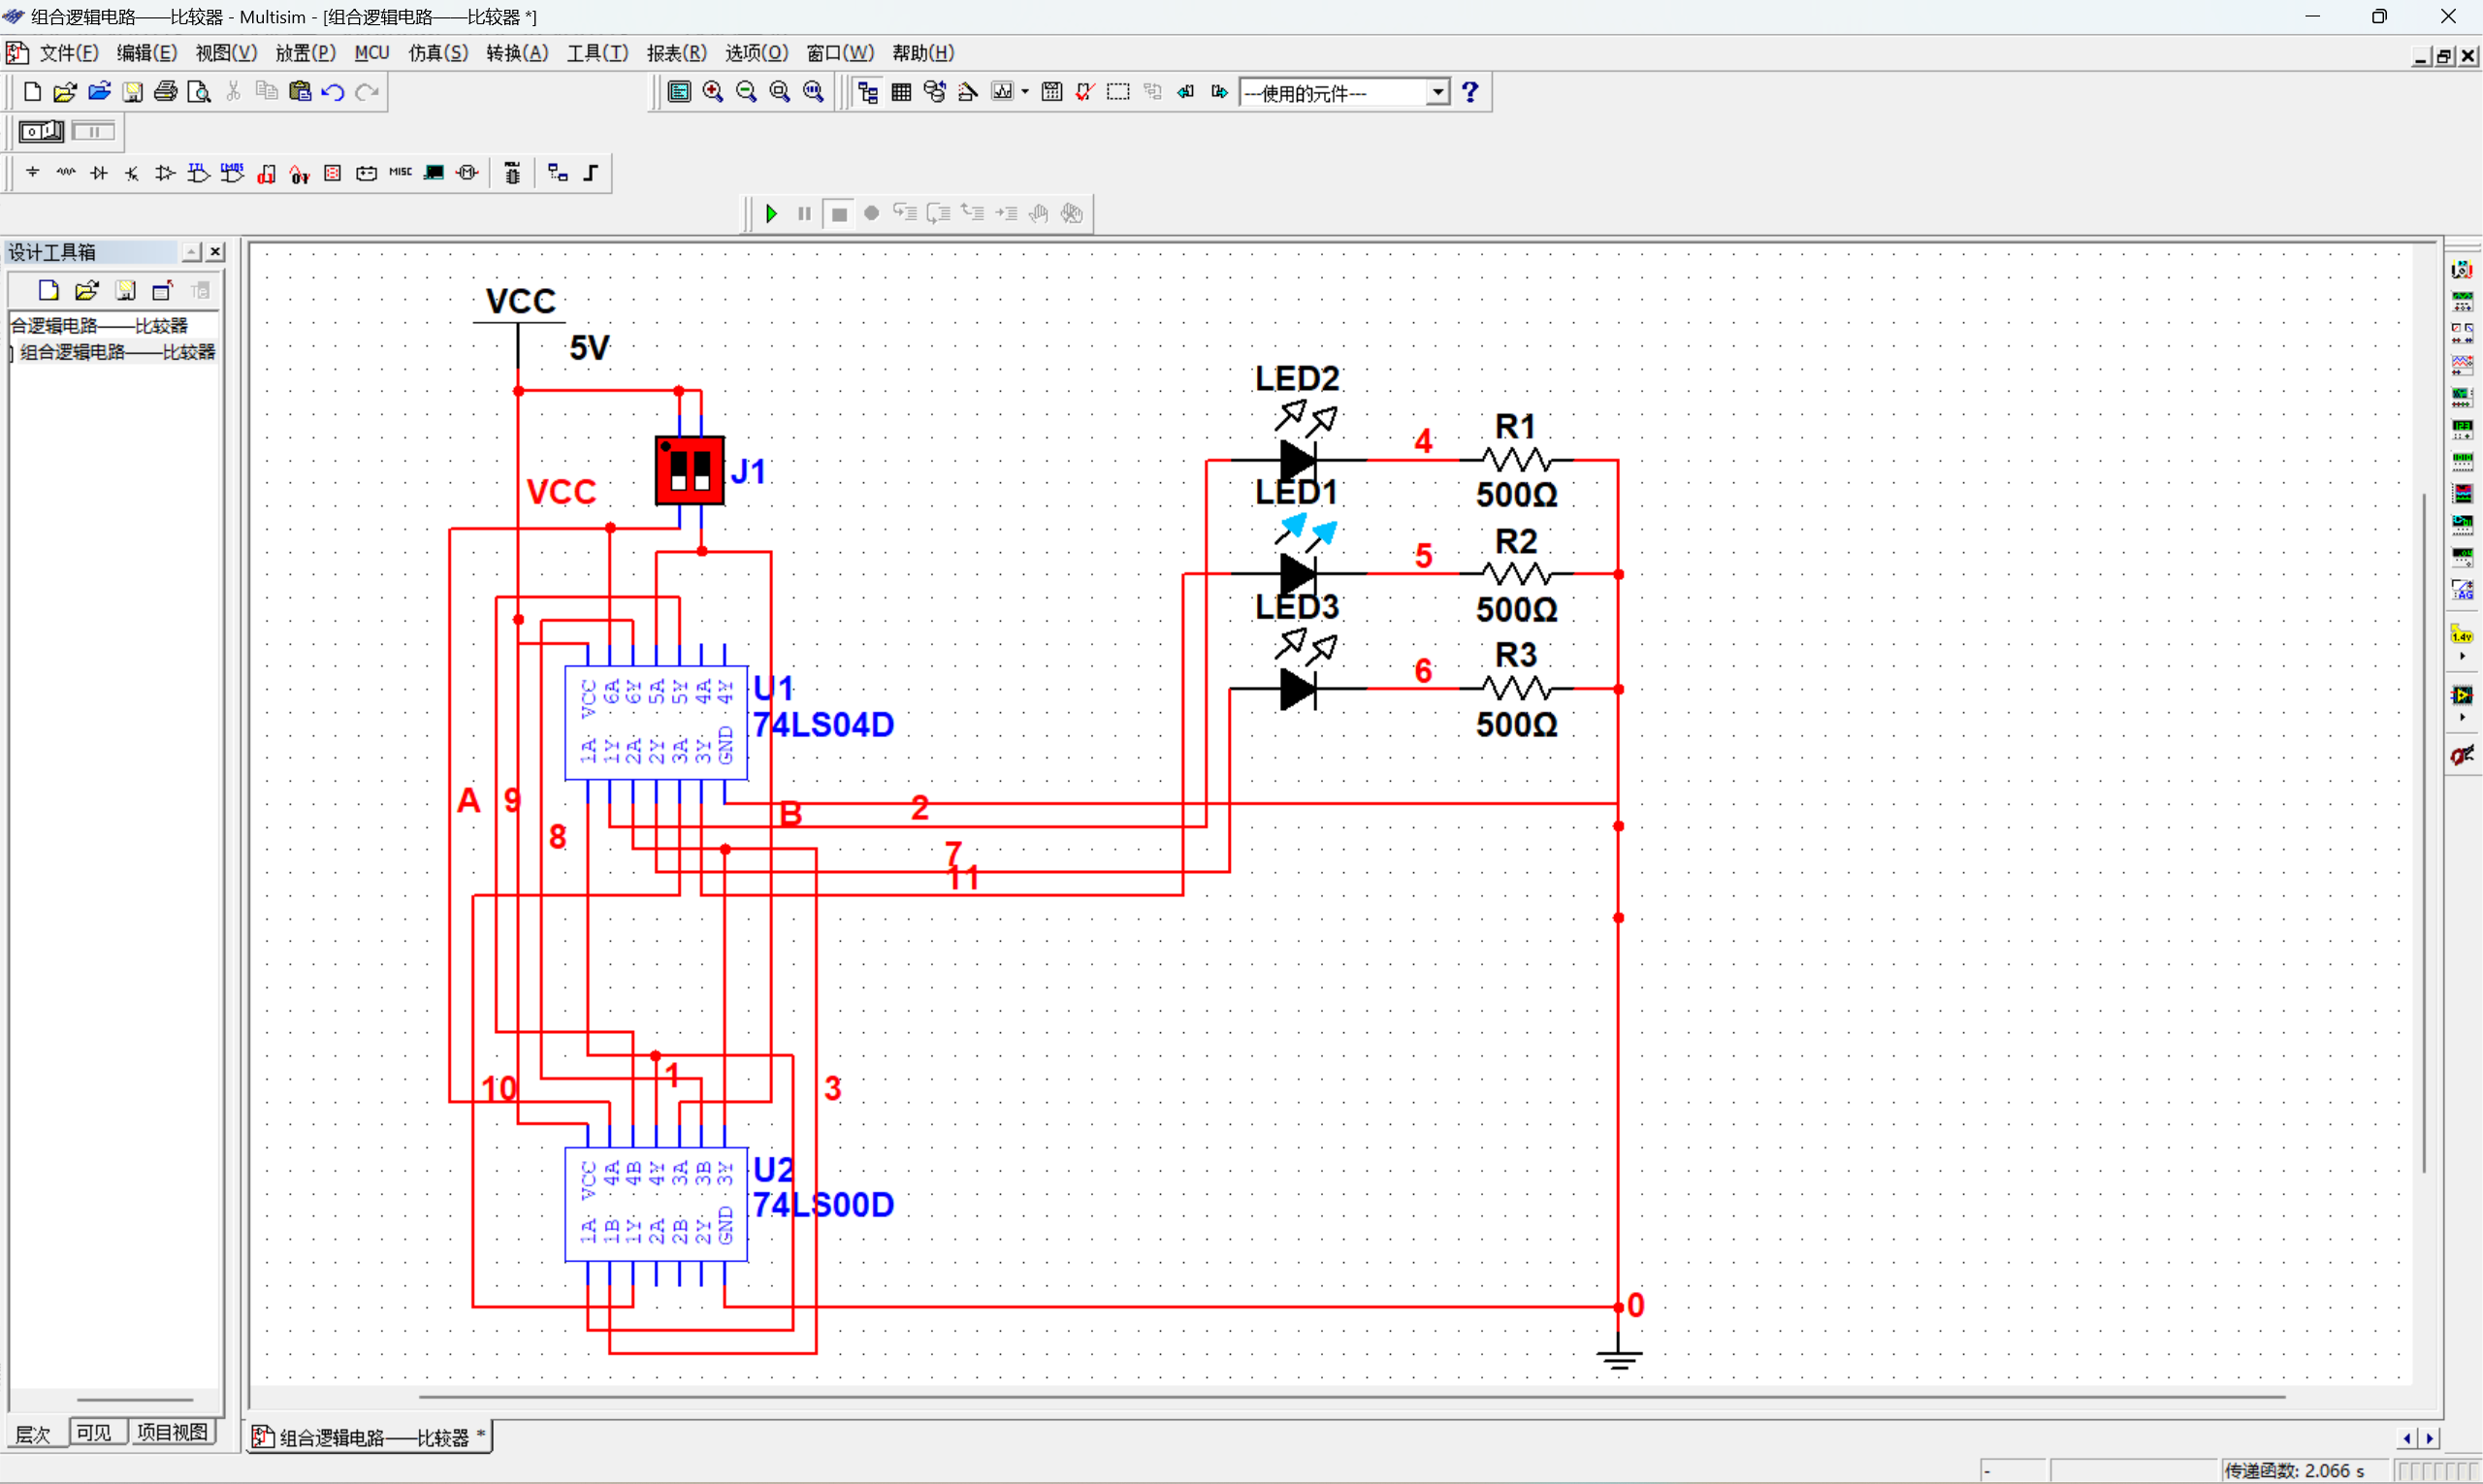 组合逻辑电路——比较器 - Multisim - [组合逻辑电路——比较器 *]
文件(F) 编辑(E) 视图(V) 放置(P) MCU 仿真(S) 转换(A) 工具(T) 报表(R) 选项(O) 窗口(W) 帮助(H)
---使用的元件--- ?
TTL CMOS MISC
设计工具箱
合逻辑电路——比较器
组合逻辑电路——比较器
VCC
5V
LED2
4 R1
J1
VCC
LED1 500Ω
5 R2
LED3 500Ω
6 R3
500Ω
U1
74LS04D
VCC 6A 6Y 5A 5Y 4A 4Y
1A 1Y 2A 2Y 3A 3Y GND
A 9 B 2
8
7
11
10 1 3
U2
74LS00D
VCC 4A 4B 4Y 3A 3B 3Y
1A 1B 1Y 2A 2B 2Y GND
0
层次 可见 项目视图
组合逻辑电路——比较器 *
- 传递函数: 2.066 s